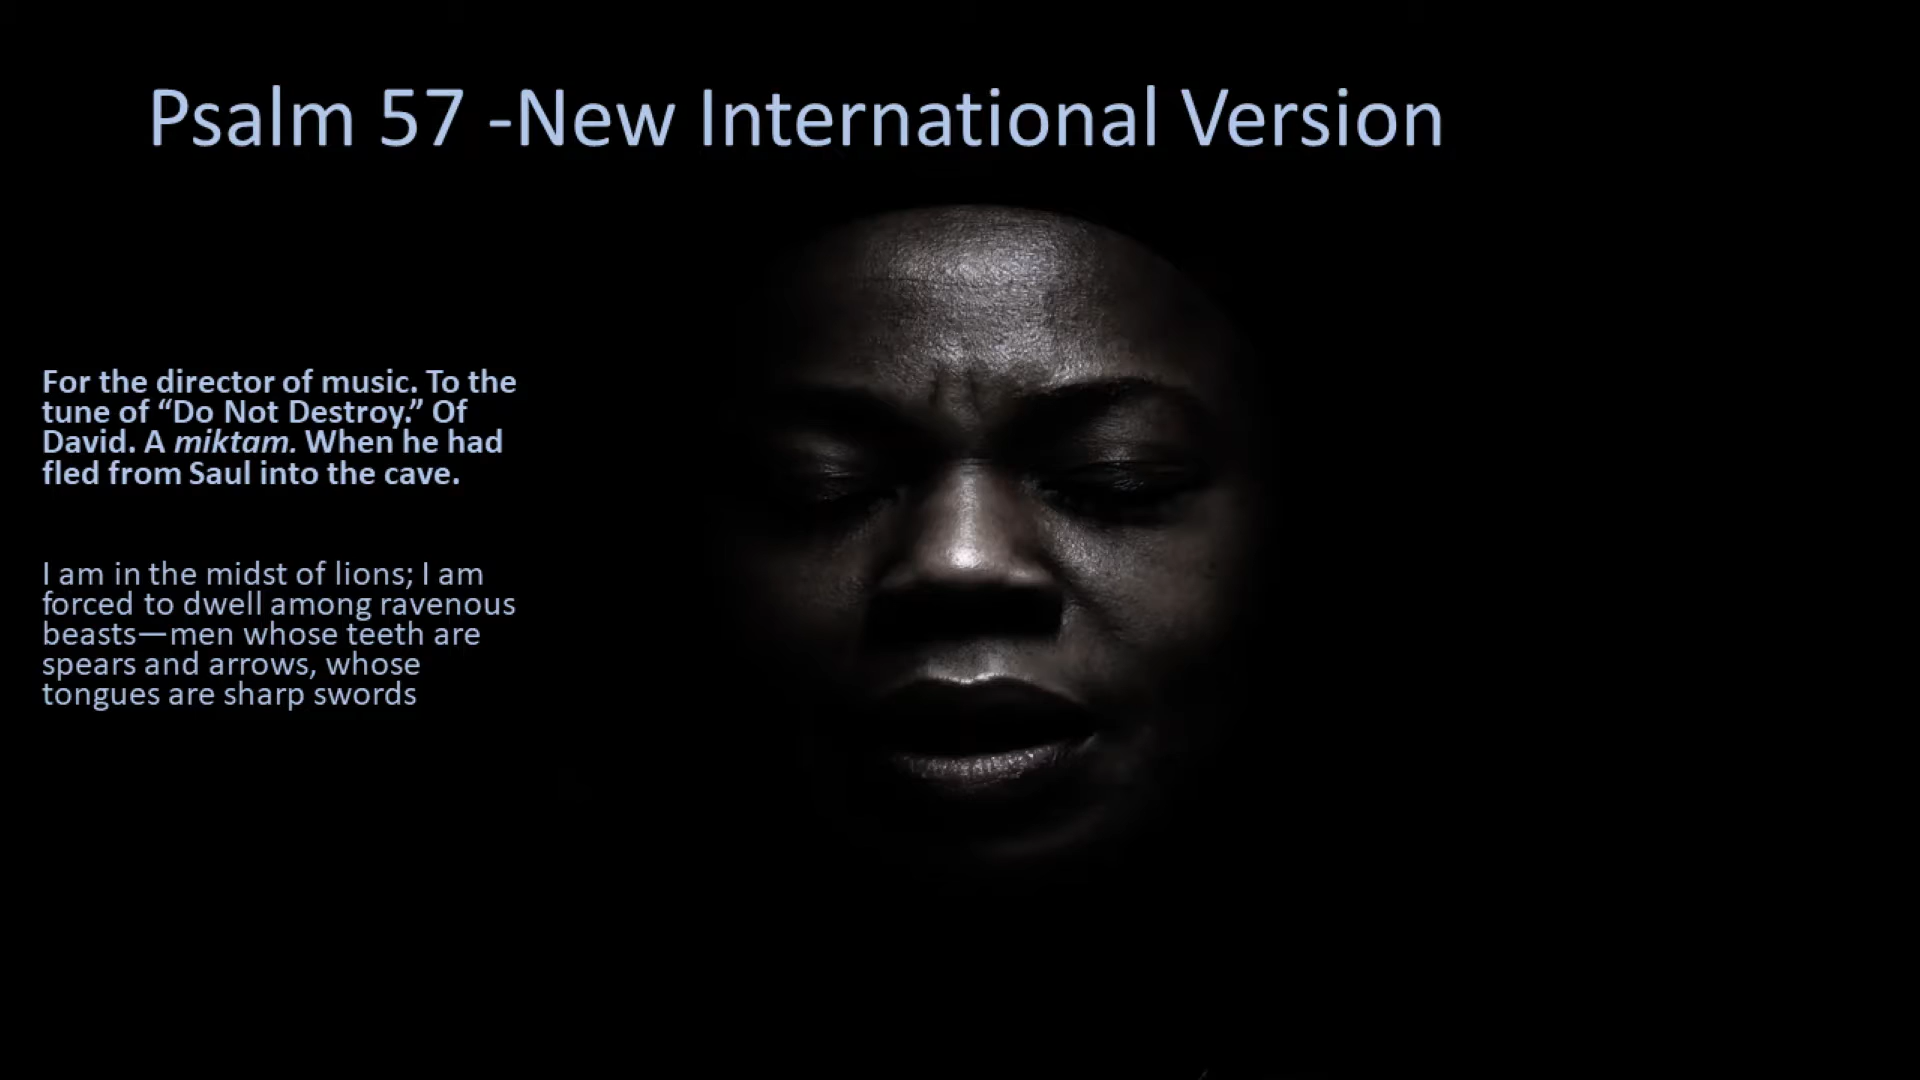 Psalm 57 -New International Version
For the director of music. To the
tune of “Do Not Destroy.” Of
David. A miktam. When he had
fled from Saul into the cave.
I am in the midst of lions; I am
forced to dwell among ravenous
beasts—men whose teeth are
spears and arrows, whose
tongues are sharp swords